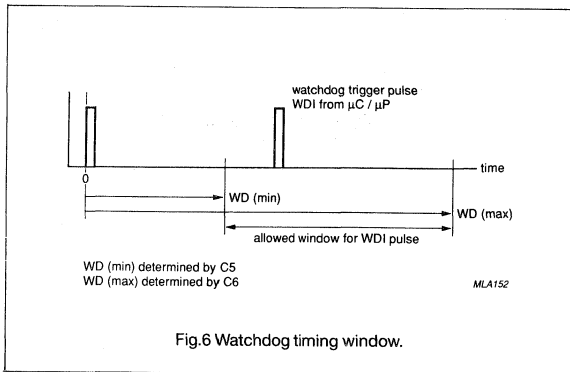 watchdog trigger pulse
WDI from µC / µP
time
0
WD (min)
WD (max)
allowed window for WDI pulse
WD (min) determined by C5
WD (max) determined by C6
MLA152
Fig.6 Watchdog timing window.